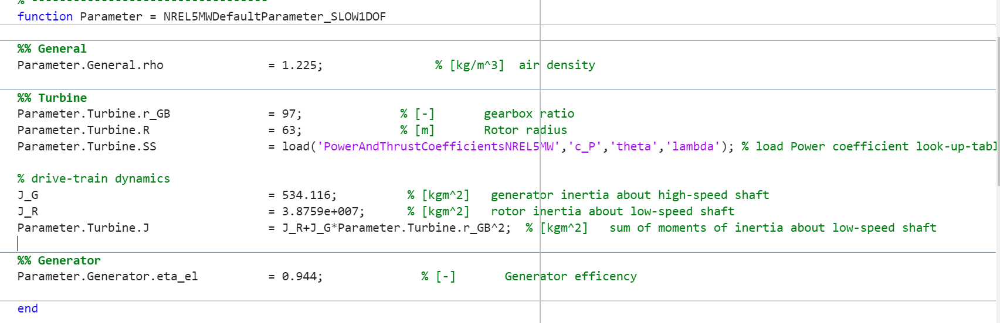 % ----------------------------------
function Parameter = NREL5MWDefaultParameter_SLOW1DOF
%% General
Parameter.General.rho = 1.225; % [kg/m^3] air density
%% Turbine
Parameter.Turbine.r_GB = 97; % [-] gearbox ratio
Parameter.Turbine.R = 63; % [m] Rotor radius
Parameter.Turbine.SS = load('PowerAndThrustCoefficientsNREL5MW','c_P','theta','lambda'); % load Power coefficient look-up-tabl
% drive-train dynamics
J_G = 534.116; % [kgm^2] generator inertia about high-speed shaft
J_R = 3.8759e+007; % [kgm^2] rotor inertia about low-speed shaft
Parameter.Turbine.J = J_R+J_G*Parameter.Turbine.r_GB^2; % [kgm^2] sum of moments of inertia about low-speed shaft
%% Generator
Parameter.Generator.eta_el = 0.944; % [-] Generator efficency
end